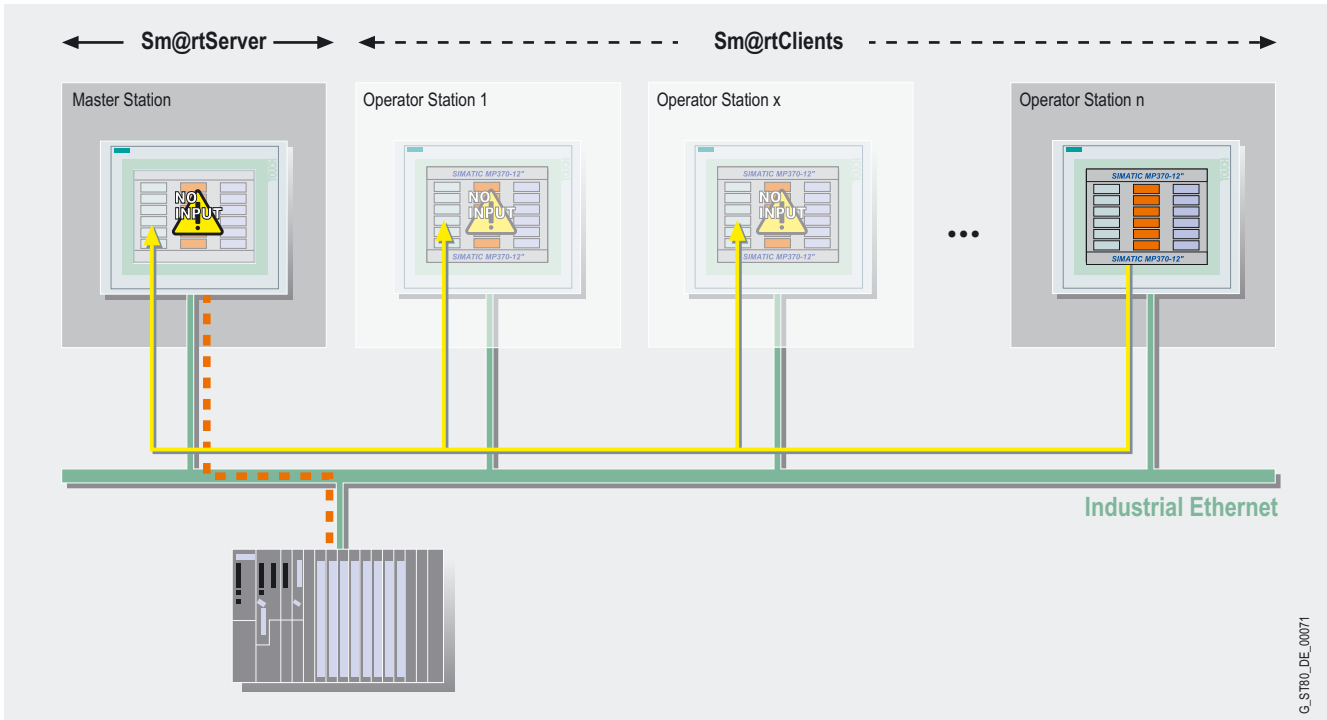 Sm@rtServer
Sm@rtClients
Master Station
Operator Station 1
Operator Station x
Operator Station n
NO
INPUT
SIMATIC MP370-12"
NO
INPUT
SIMATIC MP370-12"
SIMATIC MP370-12"
NO
INPUT
SIMATIC MP370-12"
•••
SIMATIC MP370-12"
SIMATIC MP370-12"
Industrial Ethernet
G_ST80_DE_00071